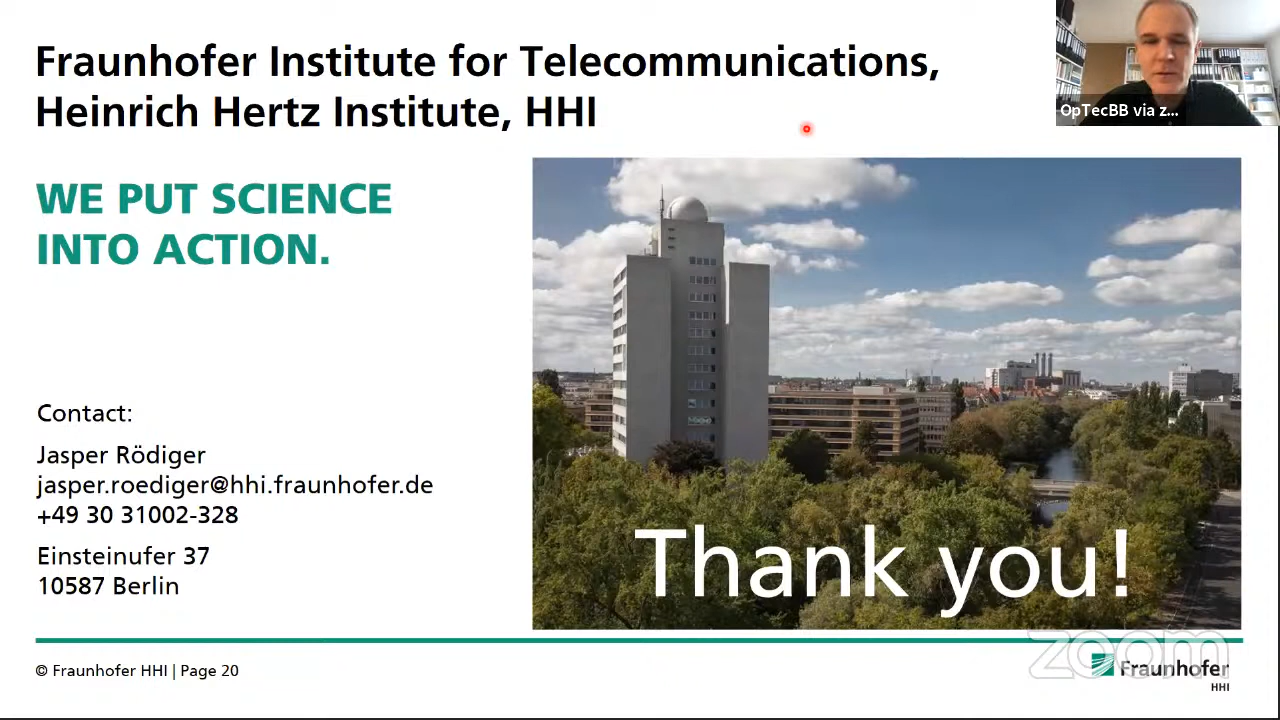 Fraunhofer Institute for Telecommunications,
Heinrich Hertz Institute, HHI
OpTecBB via z...
WE PUT SCIENCE
INTO ACTION.
Contact:
Jasper Rödiger
jasper.roediger@hhi.fraunhofer.de
+49 30 31002-328
Einsteinufer 37
10587 Berlin
Thank you!
zoom
© Fraunhofer HHI | Page 20
Fraunhofer
HHI